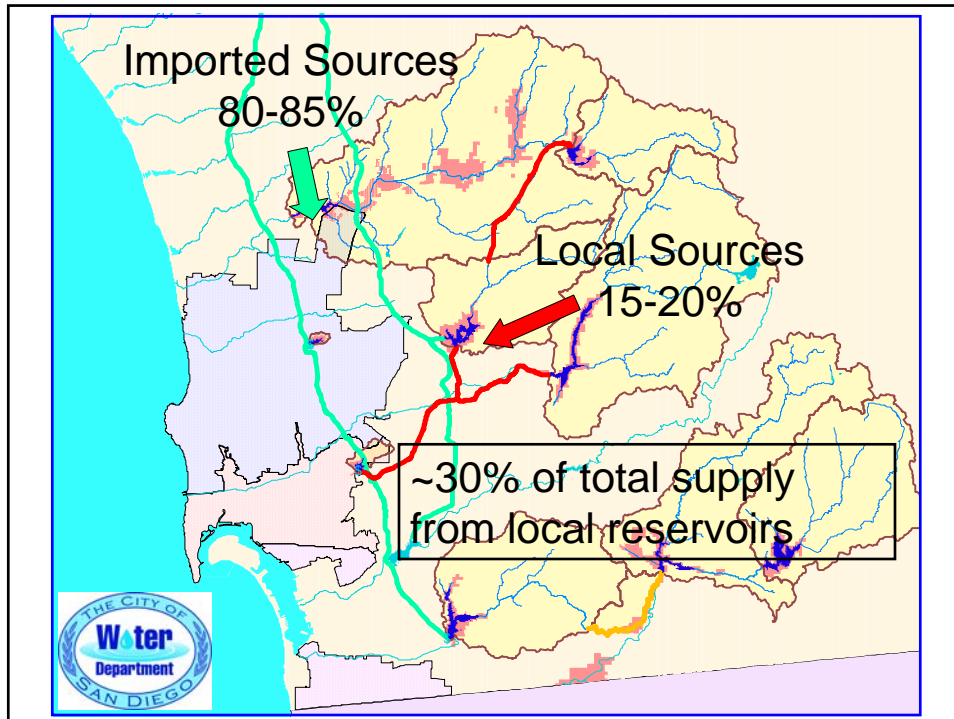 Imported Sources
80-85%
Local Sources
15-20%
~30% of total supply
from local reservoirs
THE CITY OF
Water
Department
SAN DIEGO